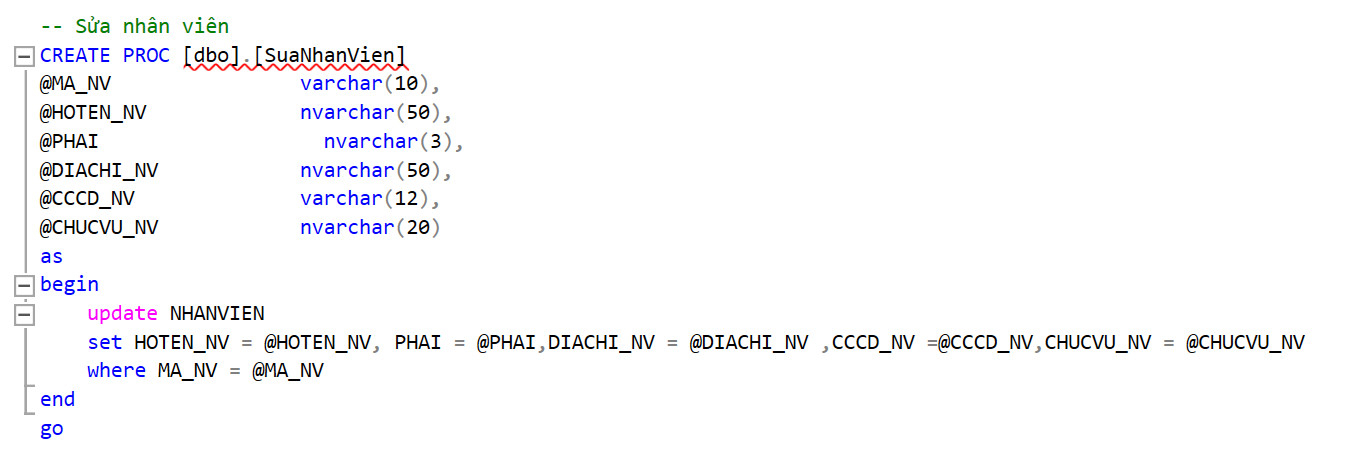 -- Sửa nhân viên
CREATE PROC [dbo].[SuaNhanVien]
@MA_NV varchar(10),
@HOTEN_NV nvarchar(50),
@PHAI nvarchar(3),
@DIACHI_NV nvarchar(50),
@CCCD_NV varchar(12),
@CHUCVU_NV nvarchar(20)
as
begin
update NHANVIEN
set HOTEN_NV = @HOTEN_NV, PHAI = @PHAI,DIACHI_NV = @DIACHI_NV ,CCCD_NV =@CCCD_NV,CHUCVU_NV = @CHUCVU_NV
where MA_NV = @MA_NV
end
go